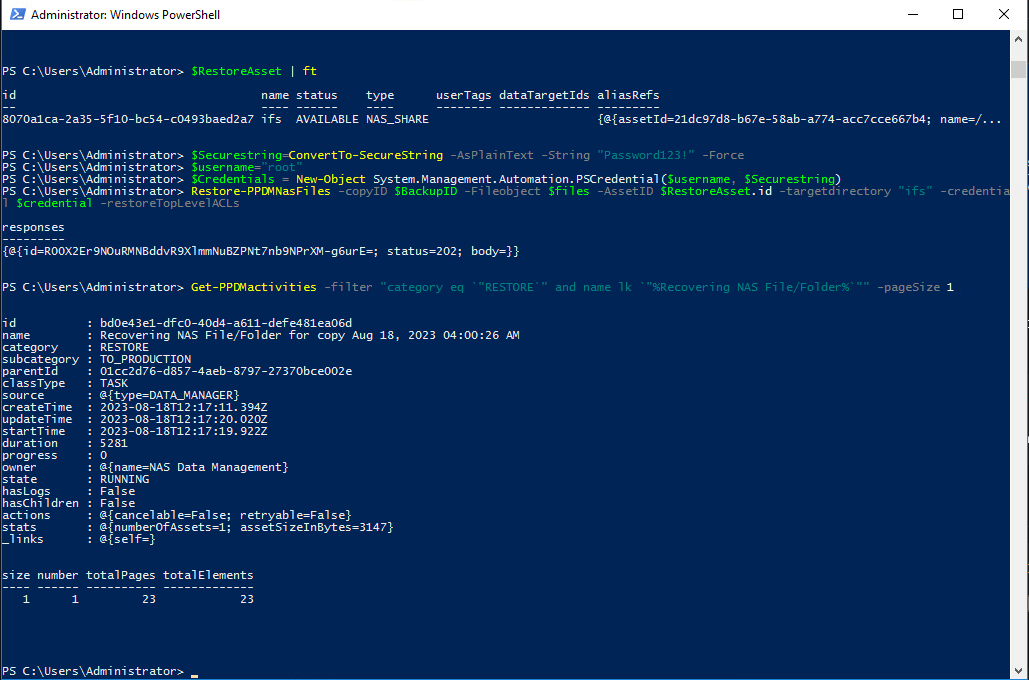 Administrator: Windows PowerShell
PS C:\Users\Administrator> $RestoreAsset | ft
id                                   name status    type      userTags dataTargetIds aliasRefs
--                                   ---- ------    ----      -------- ------------- ---------
8070a1ca-2a35-5f10-bc54-c0493baed2a7 ifs  AVAILABLE NAS_SHARE                        {@{assetId=21dc97d8-b67e-58ab-a774-acc7cce667b4; name=/...
PS C:\Users\Administrator> $Securestring=ConvertTo-SecureString -AsPlainText -String "Password123!" -Force
PS C:\Users\Administrator> $username="root"
PS C:\Users\Administrator> $Credentials = New-Object System.Management.Automation.PSCredential($username, $Securestring)
PS C:\Users\Administrator> Restore-PPDMNasFiles -copyID $BackupID -Fileobject $files -AssetID $RestoreAsset.id -targetdirectory "ifs" -credentia
l $credential -restoreTopLevelACLs
responses
---------
{@{id=ROOX2Er9NOuRMNBddvR9XlmmNuBZPNt7nb9NPrXM-g6urE=; status=202; body=}}
PS C:\Users\Administrator> Get-PPDMactivities -filter "category eq `"RESTORE`" and name lk `"%Recovering NAS File/Folder%`"" -pageSize 1
id          : bd0e43e1-dfc0-40d4-a611-defe481ea06d
name        : Recovering NAS File/Folder for copy Aug 18, 2023 04:00:26 AM
category    : RESTORE
subcategory : TO_PRODUCTION
parentId    : 01cc2d76-d857-4aeb-8797-27370bce002e
classType   : TASK
source      : @{type=DATA_MANAGER}
createTime  : 2023-08-18T12:17:11.394Z
updateTime  : 2023-08-18T12:17:20.020Z
startTime   : 2023-08-18T12:17:19.922Z
duration    : 5281
progress    : 0
owner       : @{name=NAS Data Management}
state       : RUNNING
hasLogs     : False
hasChildren : False
actions     : @{cancelable=False; retryable=False}
stats       : @{numberOfAssets=1; assetSizeInBytes=3147}
_links      : @{self=}
size number totalPages totalElements
---- ------ ---------- -------------
   1      1         23            23
PS C:\Users\Administrator> _